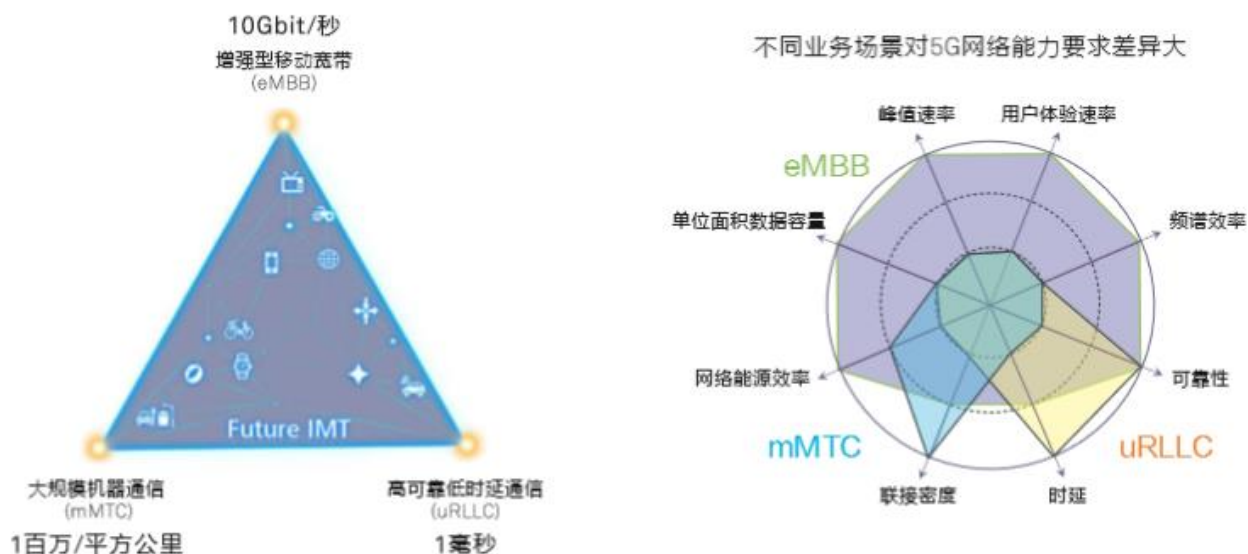 10Gbit/秒
增强型移动宽带
(eMBB)
Future IMT
大规模机器通信
(mMTC)
1百万/平方公里
高可靠低时延通信
(uRLLC)
1毫秒
不同业务场景对5G网络能力要求差异大
峰值速率
用户体验速率
eMBB
单位面积数据容量
频谱效率
网络能源效率
可靠性
mMTC
uRLLC
联接密度
时延